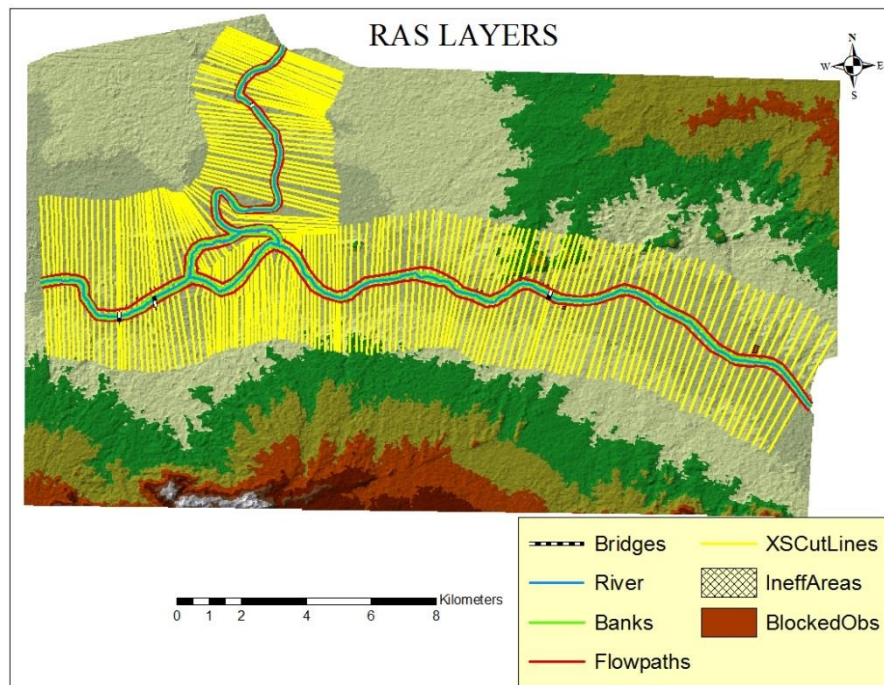 RAS LAYERS
N
W E
S
Bridges XSCutLines
River IneffAreas
Banks BlockedObs
Flowpaths
Kilometers
0 1 2 4 6 8